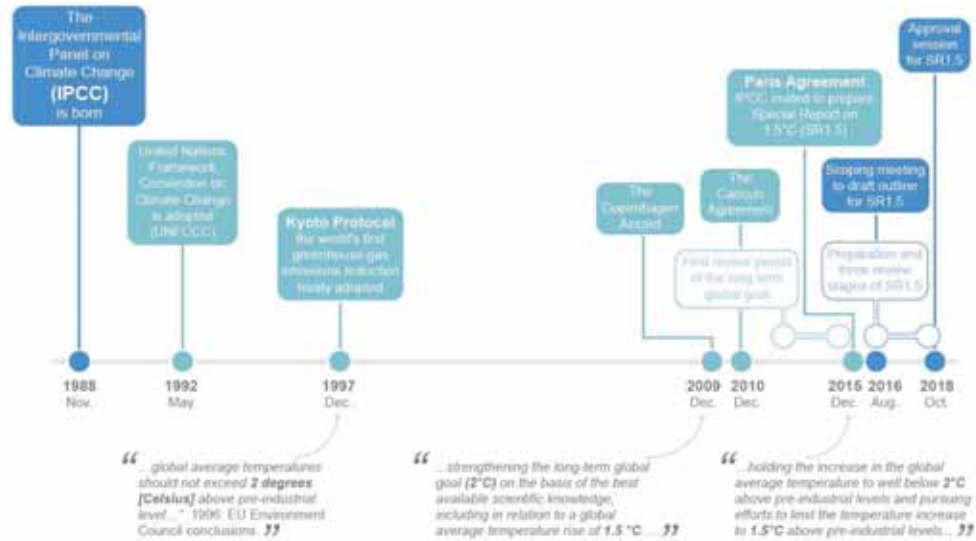 The
Intergovernmental
Panel on
Climate Change
(IPCC)
is born
United Nations
Framework
Convention on
Climate Change
is adopted
(UNFCCC)
Kyoto Protocol
the world's first
greenhouse gas
emissions reduction
treaty adopted
The
Copenhagen
Accord
The
Cancun
Agreement
First review period
of the long term
global goal
Paris Agreement
IPCC invited to prepare
Special Report on
1.5°C (SR1.5)
Scoping meeting
to draft outline
for SR1.5
Preparation and
three review
stages of SR1.5
Approval
session
for SR1.5
1988
Nov.
1992
May
1997
Dec.
2009
Dec.
2010
Dec.
2015
Dec.
2016
Aug.
2018
Oct.
“ ...global average temperatures
should not exceed 2 degrees
[Celsius] above pre-industrial
level..." 1996 EU Environment
Council conclusions. ”
“ ...strengthening the long-term global
goal (2°C) on the basis of the best
available scientific knowledge,
including in relation to a global
average temperature rise of 1.5 °C ... ”
“ ...holding the increase in the global
average temperature to well below 2°C
above pre-industrial levels and pursuing
efforts to limit the temperature increase
to 1.5°C above pre-industrial levels... ”